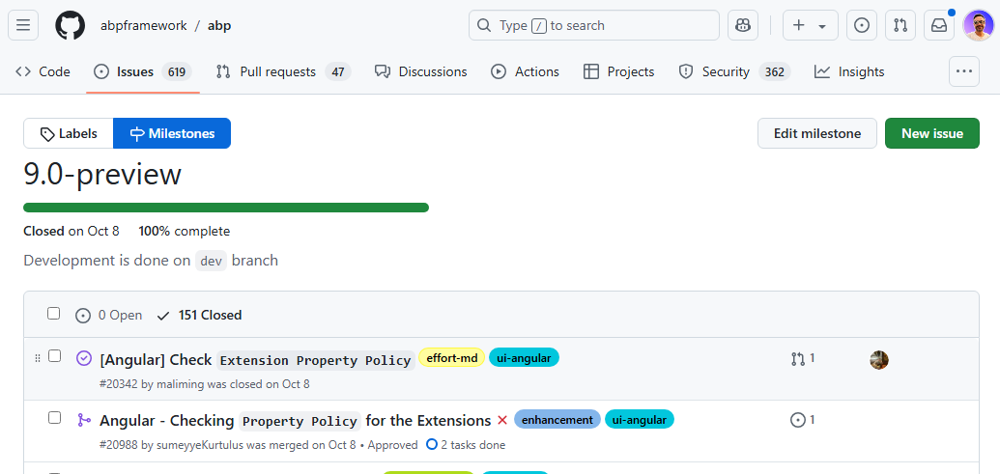 abpframework / abp Type / to search
Code Issues 619 Pull requests 47 Discussions Actions Projects Security 362 Insights
Labels Milestones Edit milestone New issue
9.0-preview
Closed on Oct 8 100% complete
Development is done on dev branch
0 Open 151 Closed
[Angular] Check Extension Property Policy effort-md ui-angular 1
#20342 by maliming was closed on Oct 8
Angular - Checking Property Policy for the Extensions enhancement ui-angular 1
#20988 by sumeyyeKurtulus was merged on Oct 8 • Approved 2 tasks done